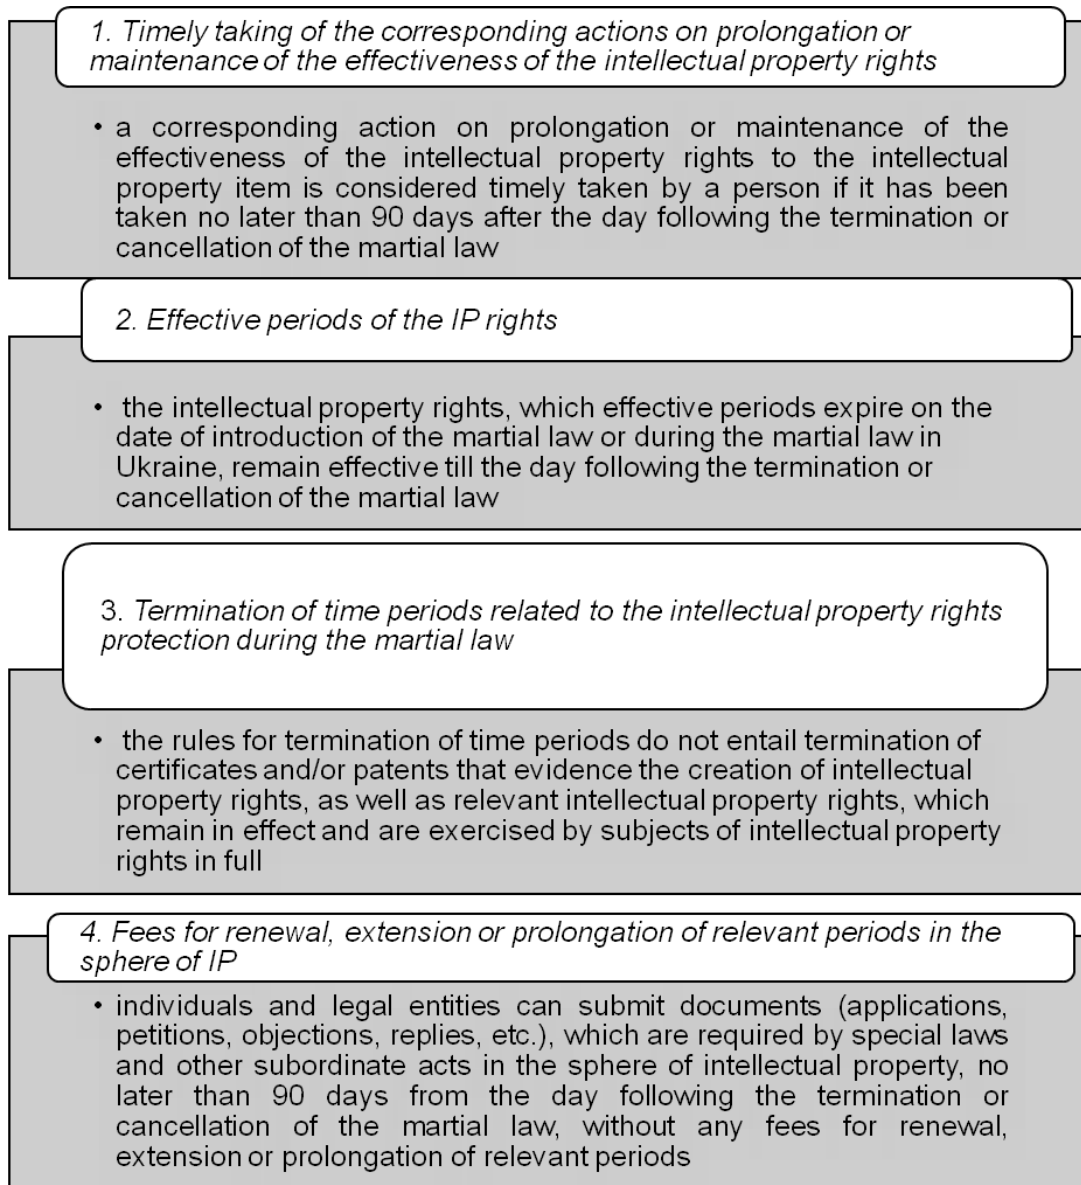 1. Timely taking of the corresponding actions on prolongation or
maintenance of the effectiveness of the intellectual property rights
• a corresponding action on prolongation or maintenance of the
effectiveness of the intellectual property rights to the intellectual
property item is considered timely taken by a person if it has been
taken no later than 90 days after the day following the termination or
cancellation of the martial law
2. Effective periods of the IP rights
• the intellectual property rights, which effective periods expire on the
date of introduction of the martial law or during the martial law in
Ukraine, remain effective till the day following the termination or
cancellation of the martial law
3. Termination of time periods related to the intellectual property rights
protection during the martial law
• the rules for termination of time periods do not entail termination of
certificates and/or patents that evidence the creation of intellectual
property rights, as well as relevant intellectual property rights, which
remain in effect and are exercised by subjects of intellectual property
rights in full
4. Fees for renewal, extension or prolongation of relevant periods in the
sphere of IP
• individuals and legal entities can submit documents (applications,
petitions, objections, replies, etc.), which are required by special laws
and other subordinate acts in the sphere of intellectual property, no
later than 90 days from the day following the termination or
cancellation of the martial law, without any fees for renewal,
extension or prolongation of relevant periods